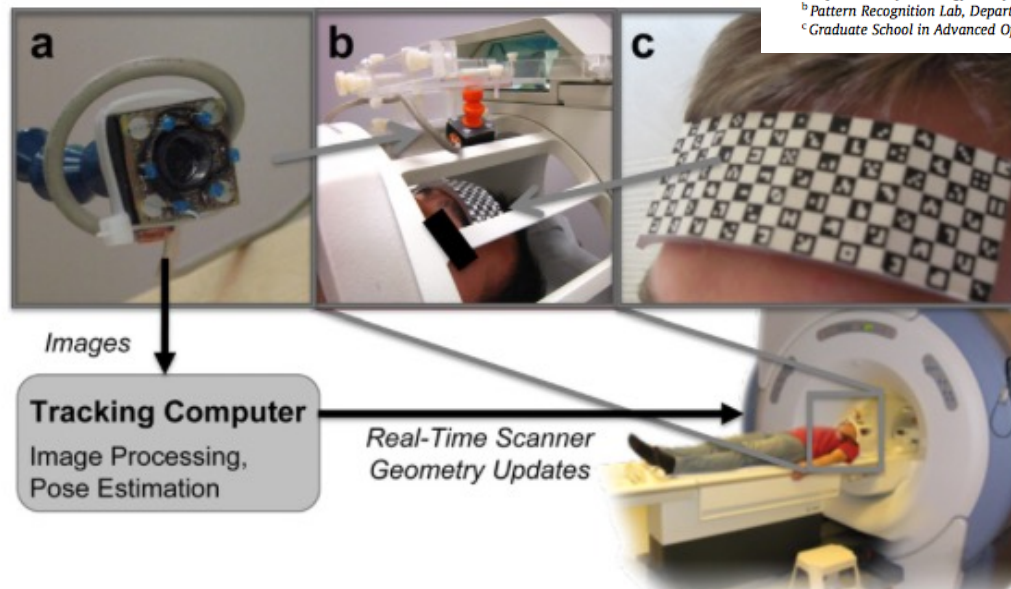 b Pattern Recognition Lab, Depart
c Graduate School in Advanced Op
a
b
c
Images
Tracking Computer
Image Processing,
Pose Estimation
Real-Time Scanner
Geometry Updates